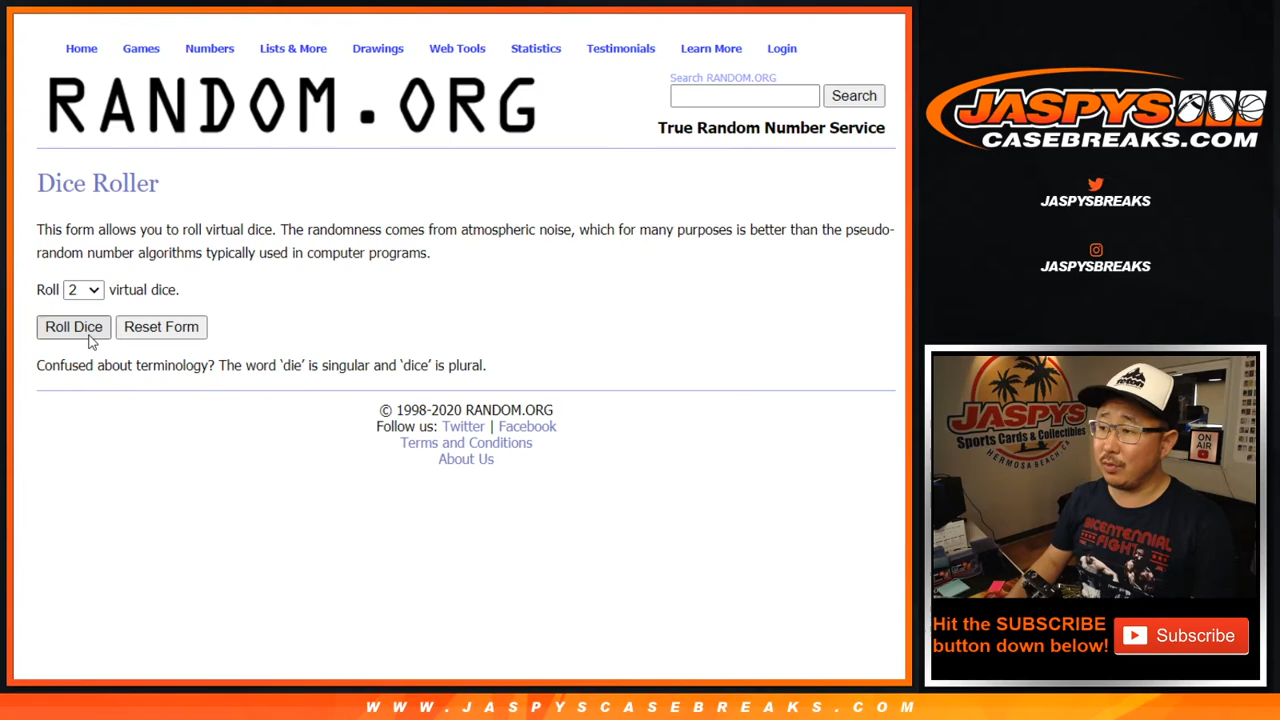 Home Games Numbers Lists & More Drawings Web Tools Statistics Testimonials Learn More Login
RANDOM.ORG
Search RANDOM.ORG
Search
True Random Number Service
Dice Roller
This form allows you to roll virtual dice. The randomness comes from atmospheric noise, which for many purposes is better than the pseudo-
random number algorithms typically used in computer programs.
Roll 2 virtual dice.
Roll Dice Reset Form
Confused about terminology? The word ‘die’ is singular and ‘dice’ is plural.
© 1998-2020 RANDOM.ORG
Follow us: Twitter | Facebook
Terms and Conditions
About Us
JASPYS
CASEBREAKS.COM
JASPYSBREAKS
JASPYSBREAKS
JASPYS
Sports Cards & Collectibles
HERMOSA BEACH, CA
ON
AIR
BICENTENNIAL
FIGHT
Hit the SUBSCRIBE
button down below!
Subscribe
WWW.JASPYSCASEBREAKS.COM